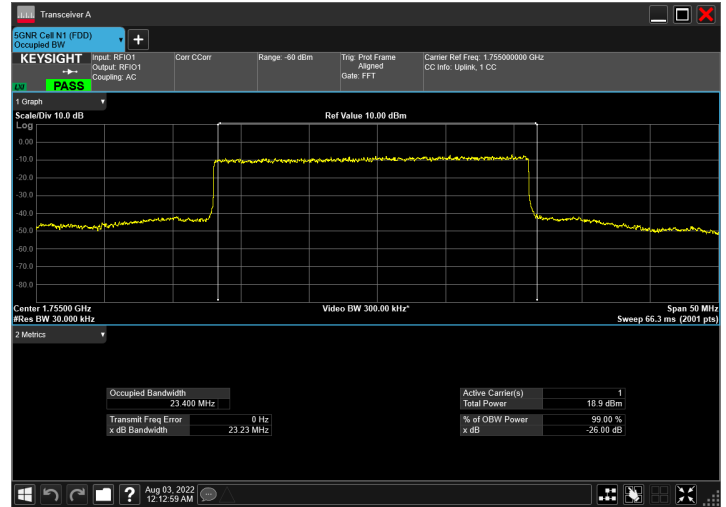 Transceiver A
5GNR Cell N1 (FDD)
Occupied BW
KEYSIGHT
LXI
PASS
Input: RFIO1
Output: RFIO1
Coupling: AC
Corr CCorr
Range: -60 dBm
Trig: Prot Frame
Aligned
Gate: FFT
Carrier Ref Freq: 1.755000000 GHz
CC Info: Uplink, 1 CC
1 Graph
Scale/Div 10.0 dB
Ref Value 10.00 dBm
Log
0.00
-10.0
-20.0
-30.0
-40.0
-50.0
-60.0
-70.0
-80.0
Center 1.75500 GHz
Video BW 300.00 kHz*
Span 50 MHz
#Res BW 30.000 kHz
Sweep 66.3 ms (2001 pts)
2 Metrics
Occupied Bandwidth
23.400 MHz
Transmit Freq Error 0 Hz
x dB Bandwidth 23.23 MHz
Active Carrier(s) 1
Total Power 18.9 dBm
% of OBW Power 99.00 %
x dB -26.00 dB
?
Aug 03, 2022
12:12:59 AM